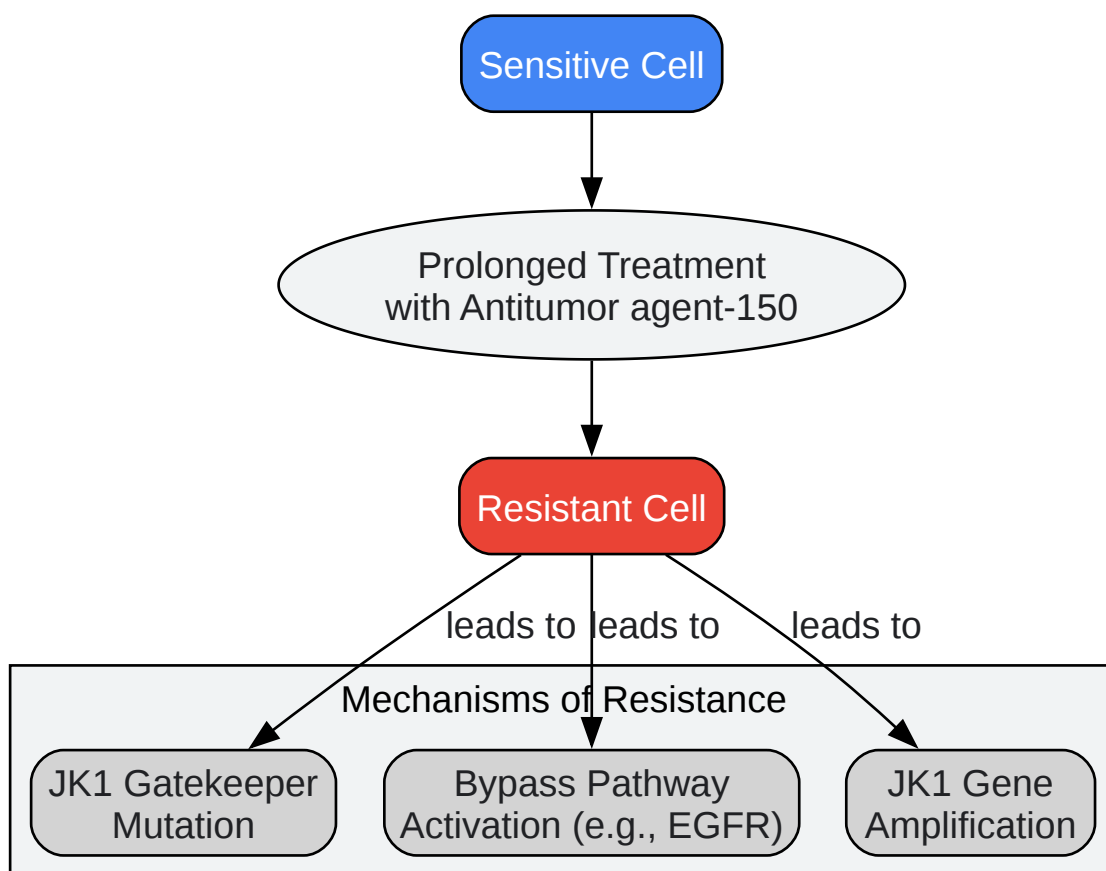 Sensitive Cell
Prolonged Treatment
with Antitumor agent-150
Resistant Cell
leads to
leads to
leads to
Mechanisms of Resistance
JK1 Gatekeeper
Mutation
Bypass Pathway
Activation (e.g., EGFR)
JK1 Gene
Amplification